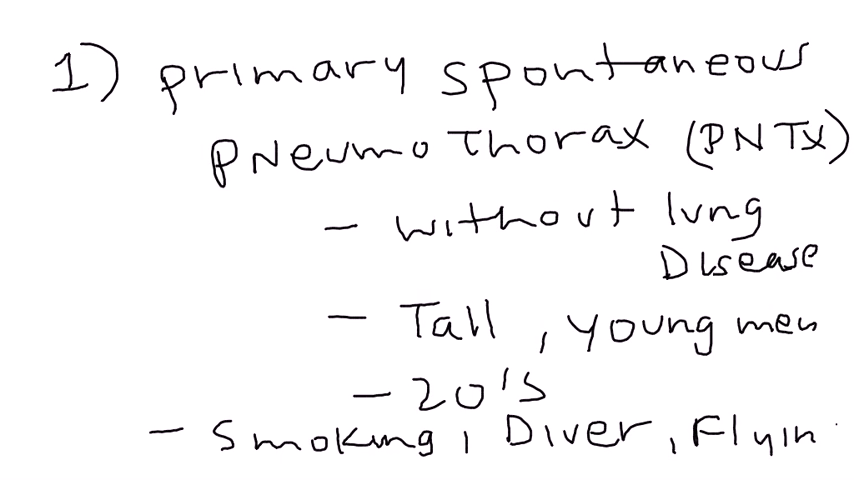 1) primary spontaneous
PNeumoThorax (PNTX)
- without lung
Disease
- Tall, young men
- 20's
- Smoking, Diver, Flyin